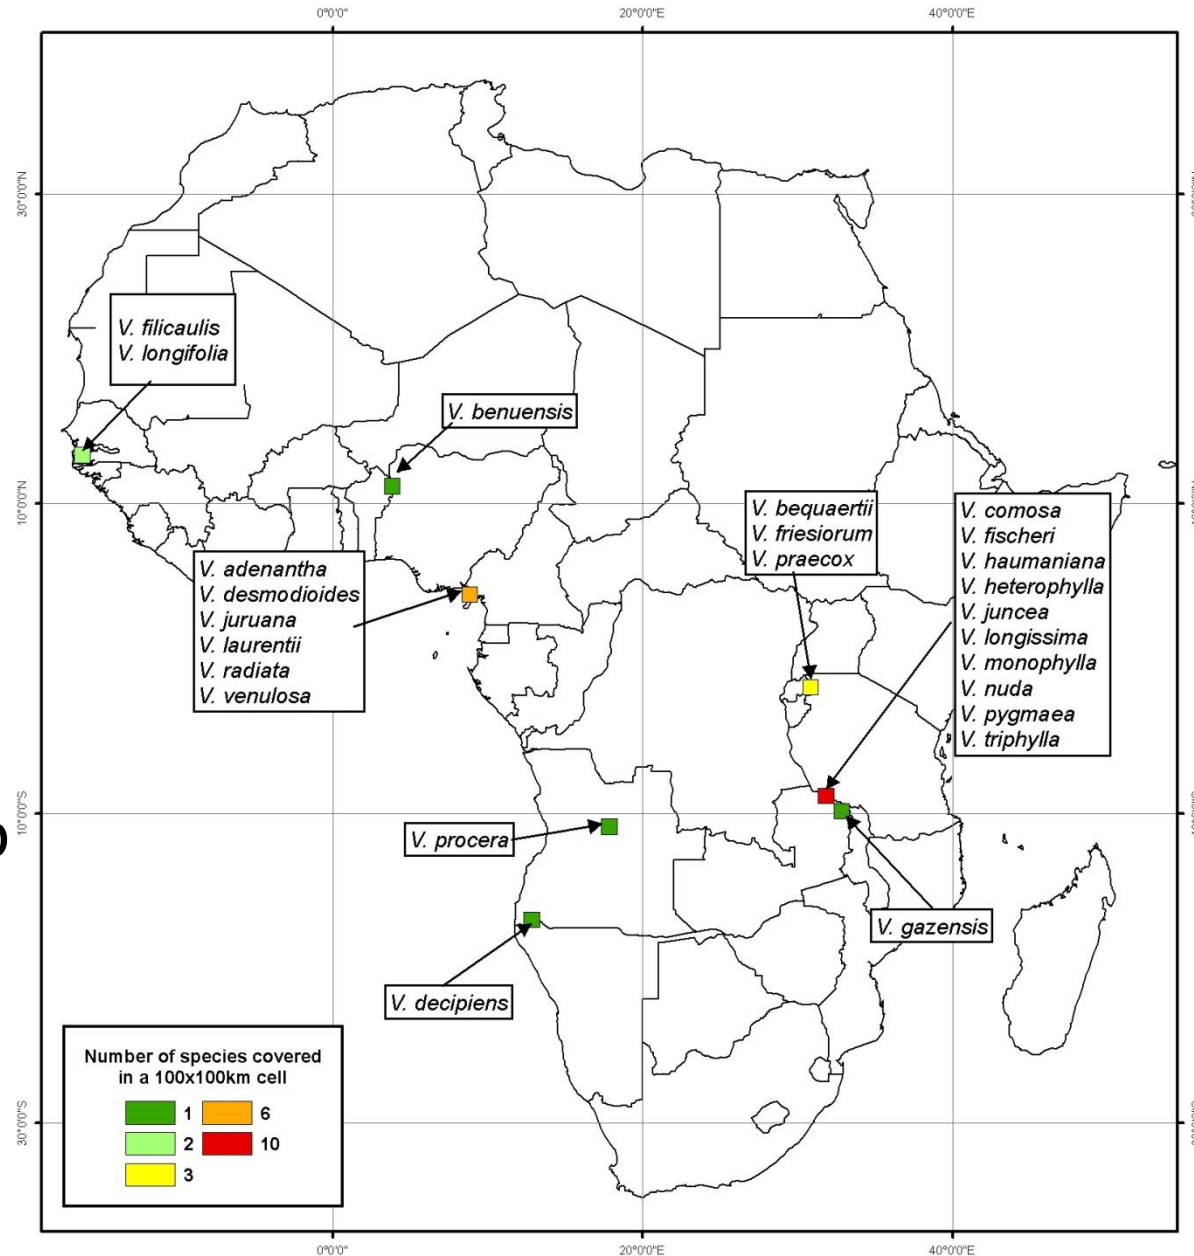 0°0'0"
20°0'0"E
40°0'0"E
30°0'0"N
V. filicaulis
V. longifolia
V. benuensis
10°0'0"N
V. adenantha
V. desmodioides
V. juruana
V. laurentii
V. radiata
V. venulosa
V. bequaertii
V. friesiorum
V. praecox
V. comosa
V. fischeri
V. haumaniana
V. heterophylla
V. juncea
V. longissima
V. monophylla
V. nuda
V. pygmaea
V. triphylla
10°0'0"S
V. procera
V. gazensis
V. decipiens
Number of species covered
in a 100x100km cell
1
6
2
10
3
30°0'0"S
0°0'0"
20°0'0"E
40°0'0"E